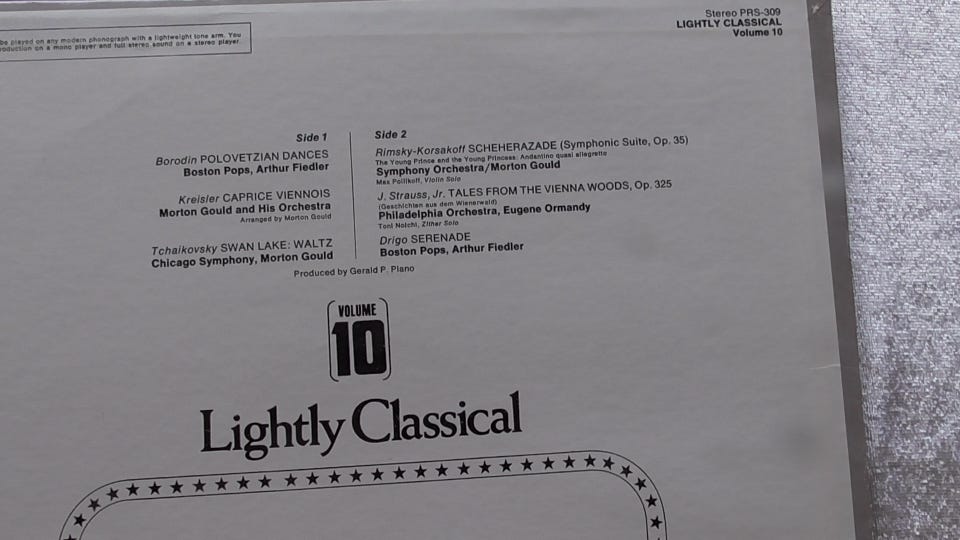 be played on any modern phonograph with a lightweight tone arm. You
roduction on a mono player and full stereo sound on a stereo player.
Stereo PRS-309
LIGHTLY CLASSICAL
Volume 10
Side 1
Borodin POLOVETZIAN DANCES
Boston Pops, Arthur Fiedler
Kreisler CAPRICE VIENNOIS
Morton Gould and His Orchestra
Arranged by Morton Gould
Tchaikovsky SWAN LAKE: WALTZ
Chicago Symphony, Morton Gould
Side 2
Rimsky-Korsakoff SCHEHERAZADE (Symphonic Suite, Op. 35)
The Young Prince and the Young Princess: Andantino quasi allegretto
Symphony Orchestra/Morton Gould
Max Pollikoff, Violin Solo
J. Strauss, Jr. TALES FROM THE VIENNA WOODS, Op. 325
(Geschichten aus dem Wienerwald)
Philadelphia Orchestra, Eugene Ormandy
Toni Noichl, Zither Solo
Drigo SERENADE
Boston Pops, Arthur Fiedler
Produced by Gerald P. Plano
VOLUME
10
Lightly Classical